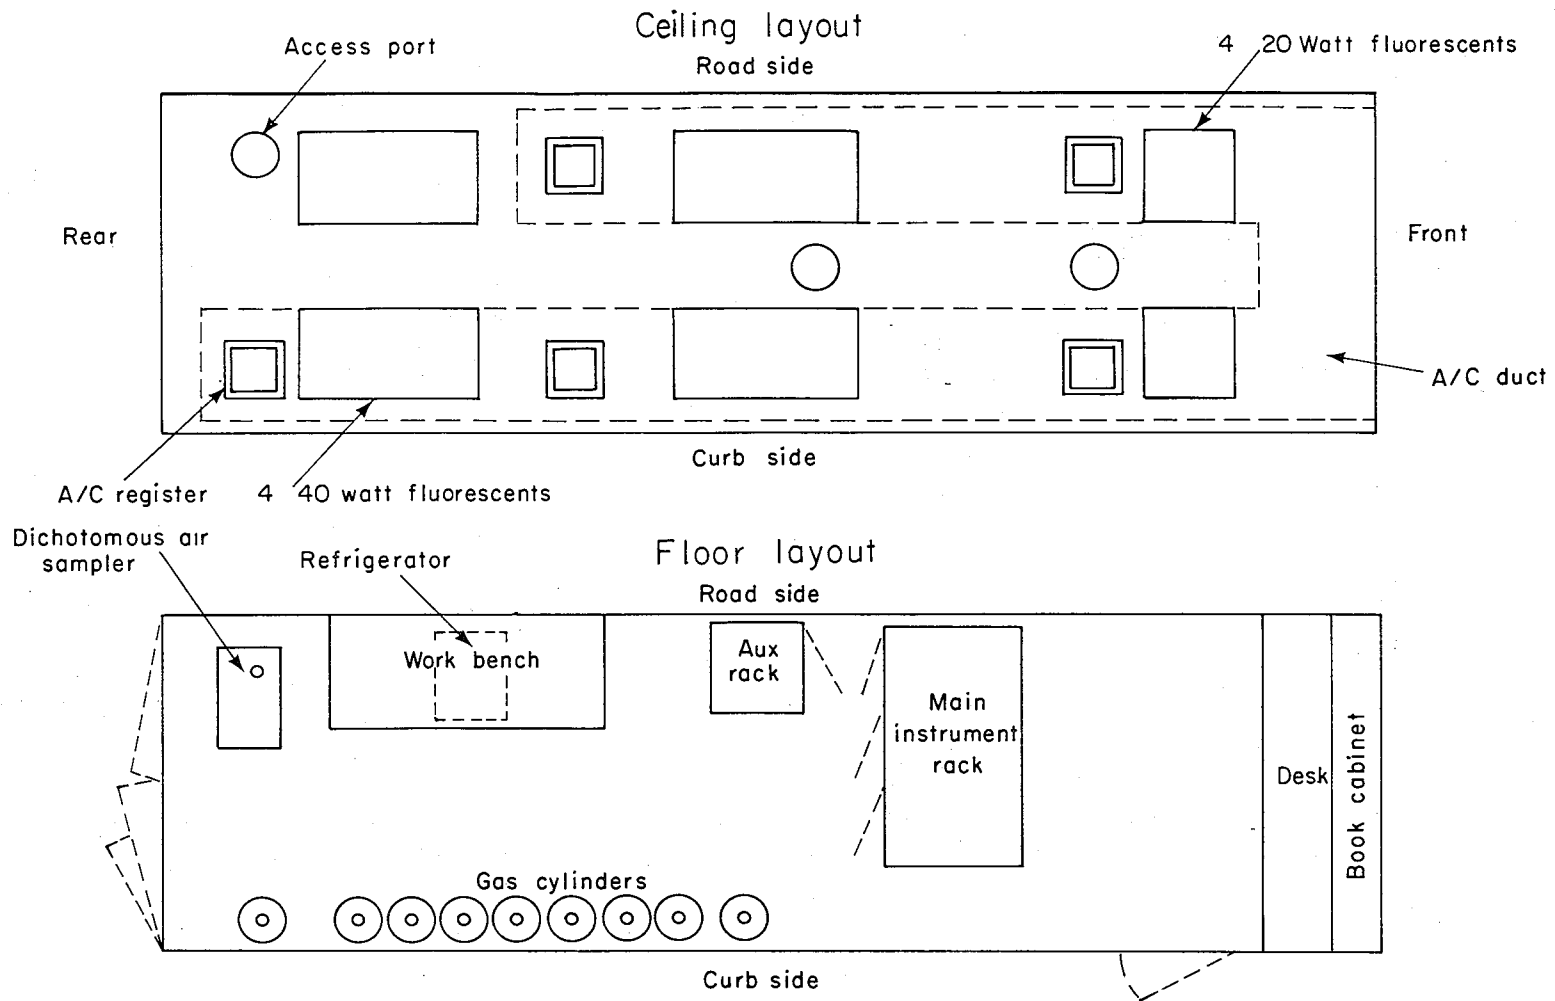 Ceiling layout
Access port
4 20 Watt fluorescents
Road side
Rear
Front
A/C duct
Curb side
A/C register
4 40 watt fluorescents
Dichotomous air
sampler
Refrigerator
Floor layout
Road side
Work bench
Aux
rack
Main
instrument
rack
Desk
Book cabinet
Gas cylinders
Curb side